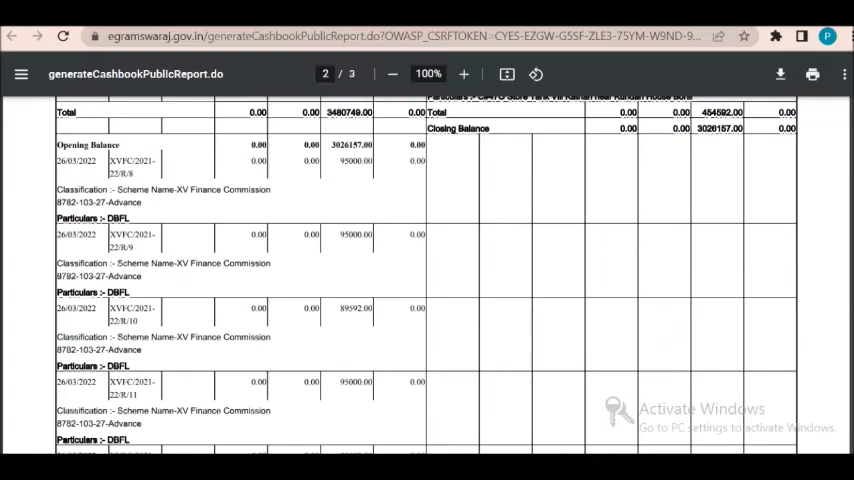 egramswaraj.gov.in/generateCashbookPublicReport.do?OWASP_CSRFTOKEN=CYES-EZGW-G5SF-ZLE3-75YM-W9ND-9...
P
generateCashbookPublicReport.do 2 / 3 100%
Total 0.00 0.00 3480749.00 0.00 Total 0.00 0.00 454592.00 0.00
Closing Balance 0.00 0.00 3026157.00 0.00
Opening Balance 0.00 0.00 3026157.00 0.00
26/03/2022 XVFC/2021- 0.00 0.00 95000.00 0.00
22/R/8
Classification :- Scheme Name-XV Finance Commission
8782-103-27-Advance
Particulars :- DBFL
26/03/2022 XVFC/2021- 0.00 0.00 95000.00 0.00
22/R/9
Classification :- Scheme Name-XV Finance Commission
8782-103-27-Advance
Particulars :- DBFL
26/03/2022 XVFC/2021- 0.00 0.00 89592.00 0.00
22/R/10
Classification :- Scheme Name-XV Finance Commission
8782-103-27-Advance
Particulars :- DBFL
26/03/2022 XVFC/2021- 0.00 0.00 95000.00 0.00
22/R/11
Classification :- Scheme Name-XV Finance Commission
8782-103-27-Advance
Particulars :- DBFL
Activate Windows
Go to PC settings to activate Windows.